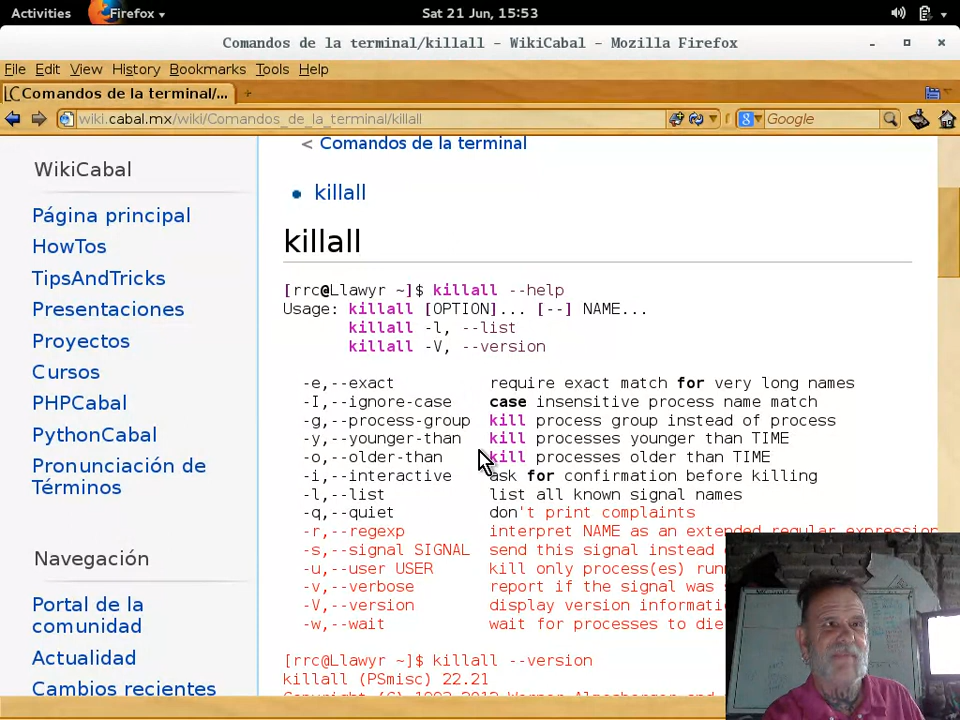 Activities Firefox Sat 21 Jun, 15:53
Comandos de la terminal/killall - WikiCabal - Mozilla Firefox
File Edit View History Bookmarks Tools Help
Comandos de la terminal/...
wiki.cabal.mx/wiki/Comandos_de_la_terminal/killall
Google
WikiCabal
Página principal
HowTos
TipsAndTricks
Presentaciones
Proyectos
Cursos
PHPCabal
PythonCabal
Pronunciación de
Términos
Navegación
Portal de la
comunidad
Actualidad
Cambios recientes
< Comandos de la terminal
killall
killall
[rrc@Llawyr ~]$ killall --help
Usage: killall [OPTION]... [--] NAME...
killall -l, --list
killall -V, --version
-e,--exact require exact match for very long names
-I,--ignore-case case insensitive process name match
-g,--process-group kill process group instead of process
-y,--younger-than kill processes younger than TIME
-o,--older-than kill processes older than TIME
-i,--interactive ask for confirmation before killing
-l,--list list all known signal names
-q,--quiet don't print complaints
-r,--regexp interpret NAME as an extended regular expression
-s,--signal SIGNAL send this signal instead
-u,--user USER kill only process(es)
-v,--verbose report if the signal was
-V,--version display version
-w,--wait wait for processes to die
[rrc@Llawyr ~]$ killall --version
killall (PSmisc) 22.21